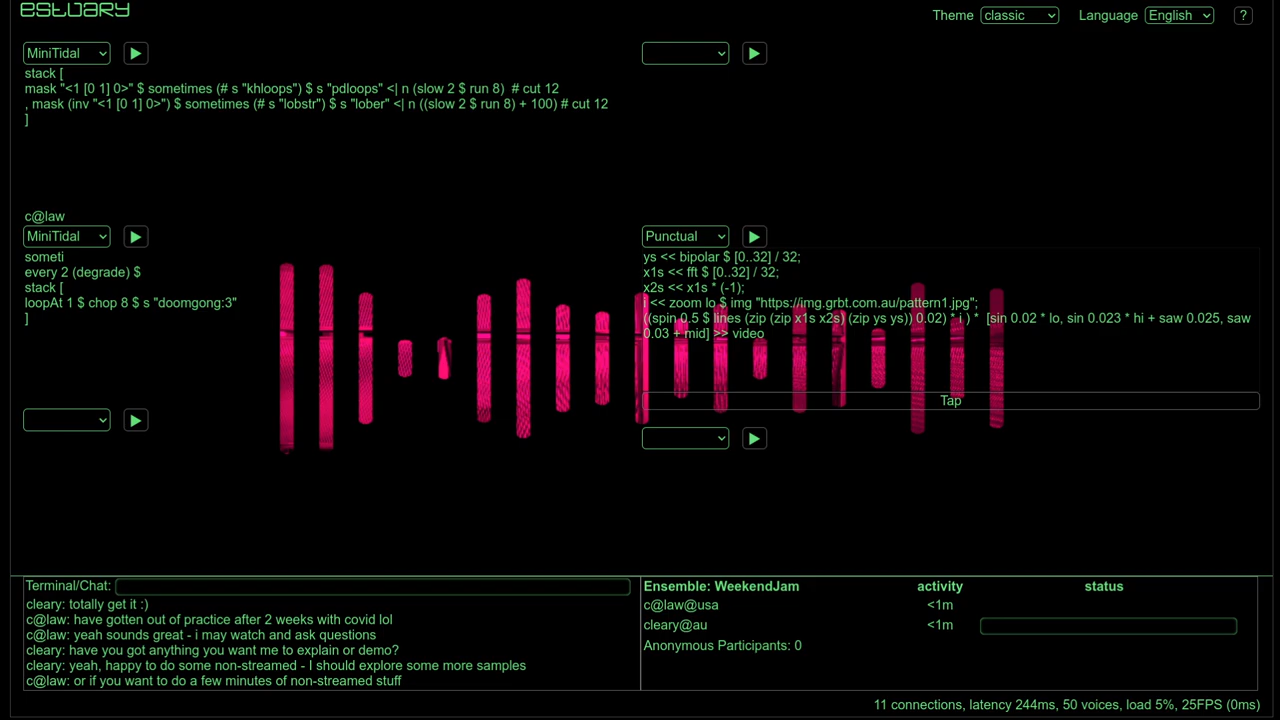 estuary
Theme classic Language English ?
MiniTidal
stack [
mask "<1 [0 1] 0>" $ sometimes (# s "khloops") $ s "pdloops" <| n (slow 2 $ run 8)  # cut 12
, mask (inv "<1 [0 1] 0>") $ sometimes (# s "lobstr") $ s "lober" <| n ((slow 2 $ run 8) + 100) # cut 12
]
c@law
MiniTidal
someti
every 2 (degrade) $
stack [
loopAt 1 $ chop 8 $ s "doomgong:3"
]
Punctual
ys << bipolar $ [0..32] / 32;
x1s << fft $ [0..32] / 32;
x2s << x1s * (-1);
i << zoom lo $ img "https://img.grbt.com.au/pattern1.jpg";
((spin 0.5 $ lines (zip (zip x1s x2s) (zip ys ys)) 0.02) * i ) *  [sin 0.02 * lo, sin 0.023 * hi + saw 0.025, saw
0.03 + mid] >> video
Tap
Terminal/Chat:
cleary: totally get it :)
c@law: have gotten out of practice after 2 weeks with covid lol
c@law: yeah sounds great - i may watch and ask questions
cleary: have you got anything you want me to explain or demo?
cleary: yeah, happy to do some non-streamed - I should explore some more samples
c@law: or if you want to do a few minutes of non-streamed stuff
Ensemble: WeekendJam activity status
c@law@usa <1m
cleary@au <1m
Anonymous Participants: 0
11 connections, latency 244ms, 50 voices, load 5%, 25FPS (0ms)